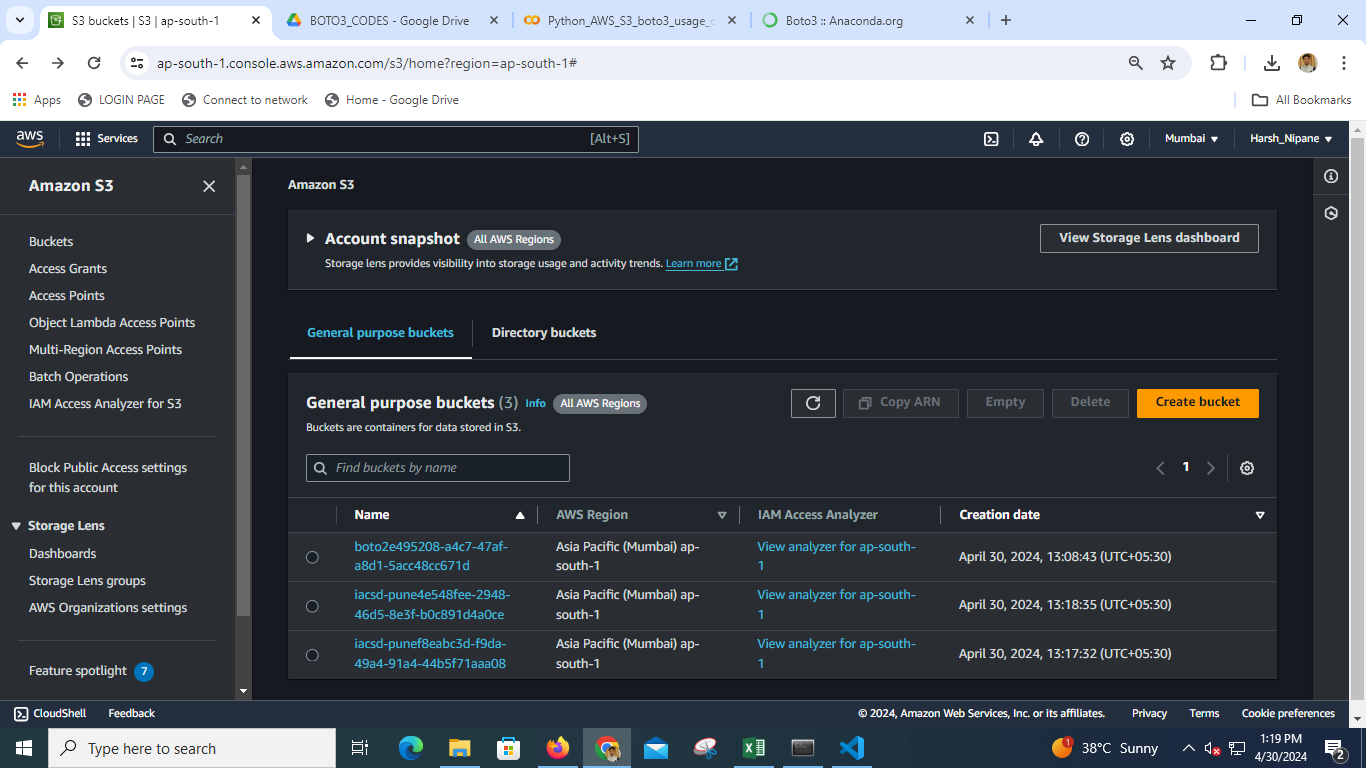 S3 buckets | S3 | ap-south-1
BOTO3_CODES - Google Drive
Python_AWS_S3_boto3_usage_
Boto3 :: Anaconda.org
ap-south-1.console.aws.amazon.com/s3/home?region=ap-south-1#
Apps
LOGIN PAGE
Connect to network
Home - Google Drive
All Bookmarks
aws
Services
Search
[Alt+S]
Mumbai
Harsh_Nipane
Amazon S3
Buckets
Access Grants
Access Points
Object Lambda Access Points
Multi-Region Access Points
Batch Operations
IAM Access Analyzer for S3
Block Public Access settings
for this account
Storage Lens
Dashboards
Storage Lens groups
AWS Organizations settings
Feature spotlight 7
Amazon S3
Account snapshot All AWS Regions
Storage lens provides visibility into storage usage and activity trends. Learn more
View Storage Lens dashboard
General purpose buckets
Directory buckets
General purpose buckets (3) Info All AWS Regions
Buckets are containers for data stored in S3.
Copy ARN
Empty
Delete
Create bucket
Find buckets by name
1
Name
AWS Region
IAM Access Analyzer
Creation date
boto2e495208-a4c7-47af-
a8d1-5acc48cc671d
Asia Pacific (Mumbai) ap-
south-1
View analyzer for ap-south-
1
April 30, 2024, 13:08:43 (UTC+05:30)
iacsd-pune4e548fee-2948-
46d5-8e3f-b0c891d4a0ce
Asia Pacific (Mumbai) ap-
south-1
View analyzer for ap-south-
1
April 30, 2024, 13:18:35 (UTC+05:30)
iacsd-punef8eabc3d-f9da-
49a4-91a4-44b5f71aaa08
Asia Pacific (Mumbai) ap-
south-1
View analyzer for ap-south-
1
April 30, 2024, 13:17:32 (UTC+05:30)
CloudShell
Feedback
© 2024, Amazon Web Services, Inc. or its affiliates.
Privacy
Terms
Cookie preferences
Type here to search
1
38°C Sunny
1:19 PM
4/30/2024
2